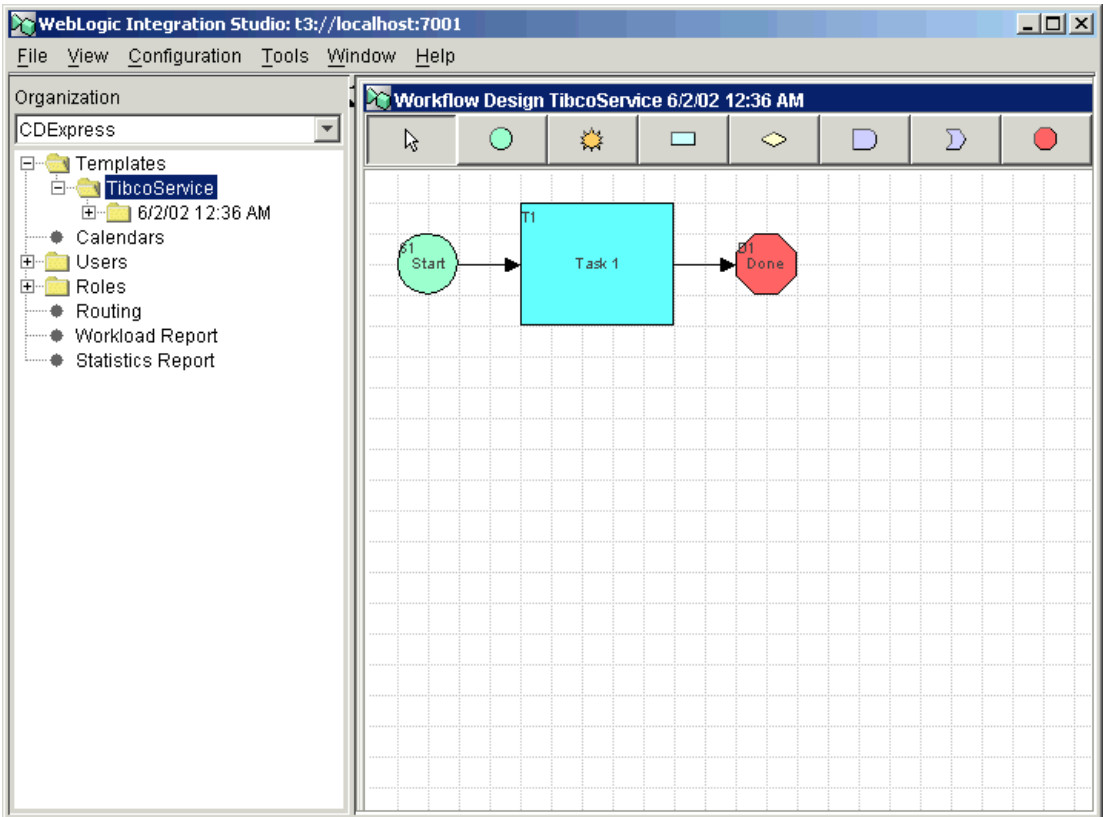 WebLogic Integration Studio: t3://localhost:7001
File View Configuration Tools Window Help
Organization
CDExpress
Templates
TibcoService
6/2/02 12:36 AM
Calendars
Users
Roles
Routing
Workload Report
Statistics Report
Workflow Design TibcoService 6/2/02 12:36 AM
S1
Start
T1
Task 1
D1
Done